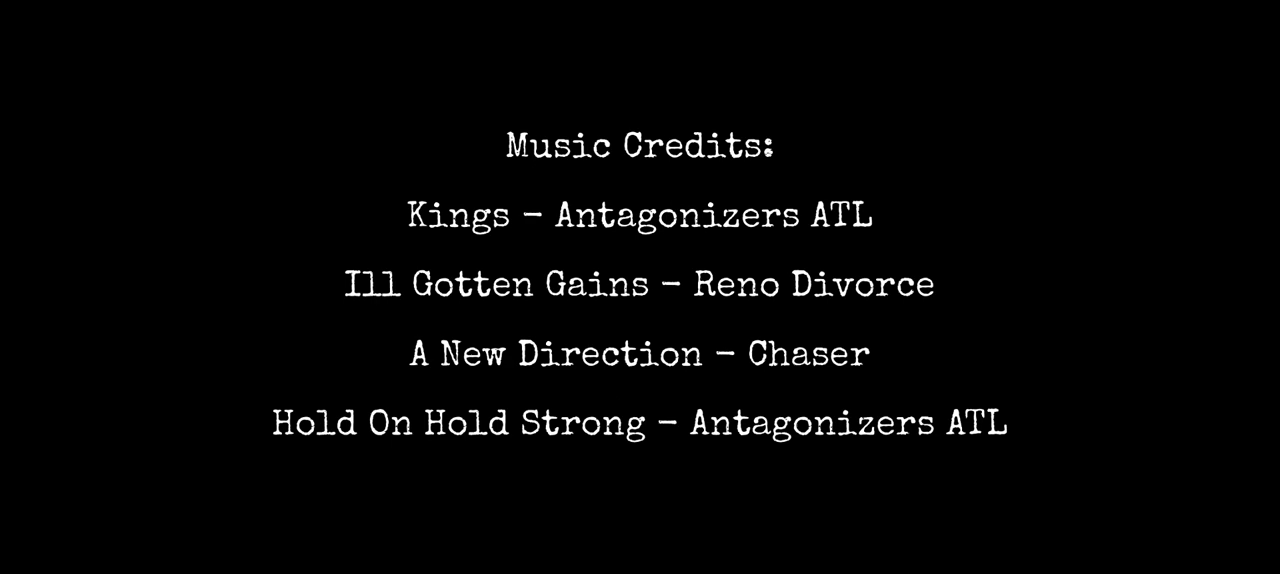 Music Credits:
Kings - Antagonizers ATL
Ill Gotten Gains - Reno Divorce
A New Direction - Chaser
Hold On Hold Strong - Antagonizers ATL